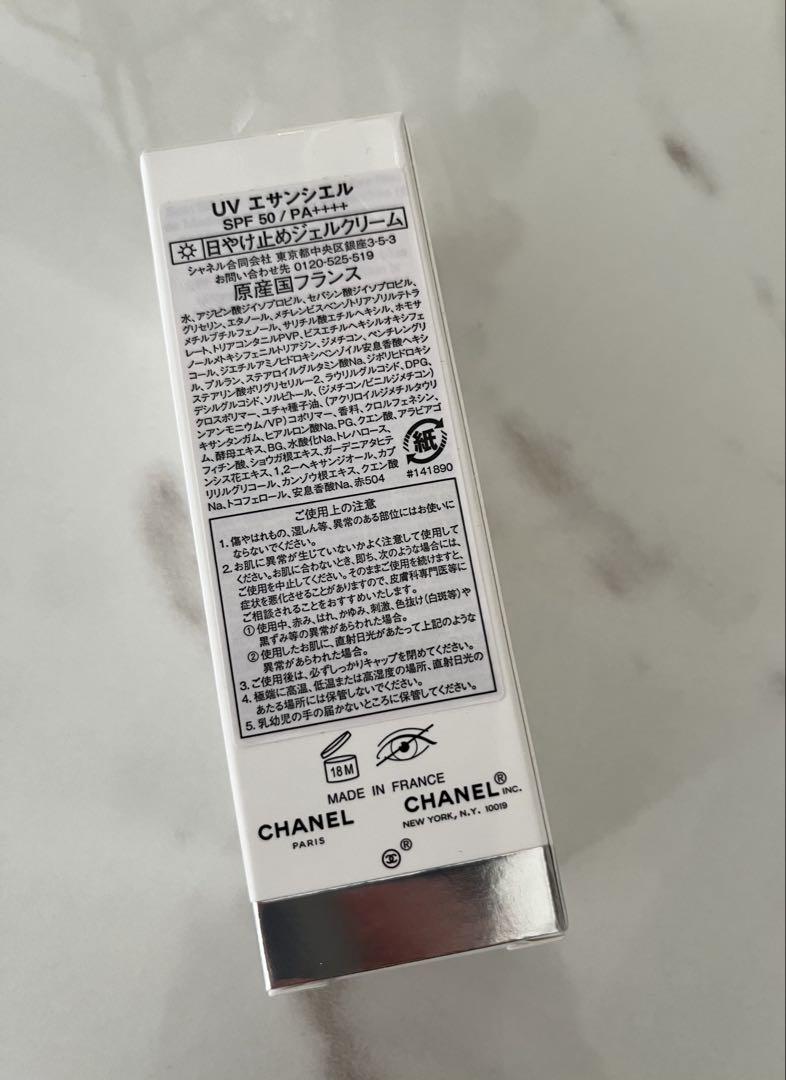 UV エサンシエル
SPF 50 / PA++++
日やけ止めジェルクリーム
シャネル合同会社 東京都中央区銀座3-5-3
お問い合わせ先 0120-525-519
原産国フランス
水、アジピン酸ジイソプロピル、セバシン酸ジイソプロピル、
グリセリン、エタノール、メチレンビスベンゾトリアゾリルテトラ
メチルブチルフェノール、サリチル酸エチルヘキシル、ホモサ
レート、トリアコンタニルPVP、ビスエチルヘキシルオキシフェ
ノールメトキシフェニルトリアジン、ジメチコン、ペンチレングリ
コール、ジエチルアミノヒドロキシベンゾイル安息香酸ヘキシ
ル、プルラン、ステアロイルグルタミン酸Na、ジポリヒドロキシ
ステアリン酸ポリグリセリル-2、ラウリルグルコシド、DPG、
デシルグルコシド、ソルビトール、(ジメチコン/ビニルジメチコン)
クロスポリマー、ユチャ種子油、(アクリロイルジメチルタウリ
ンアンモニウム/VP)コポリマー、香料、クロルフェネシン、
キサンタンガム、ヒアルロン酸Na、PG、クエン酸、アラビアゴ
ム、酵母エキス、BG、水酸化Na、トレハロース、
フィチン酸、ショウガ根エキス、ガーデニアタヒテ
ンシス花エキス、1,2-ヘキサンジオール、カプ
リリルグリコール、カンゾウ根エキス、クエン酸
Na、トコフェロール、安息香酸Na、赤504
紙
#141890
ご使用上の注意
1. 傷やはれもの、湿しん等、異常のある部位にはお使いに
ならないでください。
2. お肌に異常が生じていないかよく注意して使用して
ください。お肌に合わないとき、即ち、次のような場合には、
ご使用を中止してください。そのままご使用を続けますと、
症状を悪化させることがありますので、皮膚科専門医等に
ご相談されることをおすすめいたします。
① 使用中、赤み、はれ、かゆみ、刺激、色抜け(白斑等)や
黒ずみ等の異常があらわれた場合。
② 使用したお肌に、直射日光があたって上記のような
異常があらわれた場合。
3. ご使用後は、必ずしっかりキャップを閉めてください。
4. 極端に高温、低温または高湿度の場所、直射日光の
あたる場所には保管しないでください。
5. 乳幼児の手の届かないところに保管してください。
18M
MADE IN FRANCE
CHANEL
PARIS
CHANEL® INC.
NEW YORK, N.Y. 10019
®